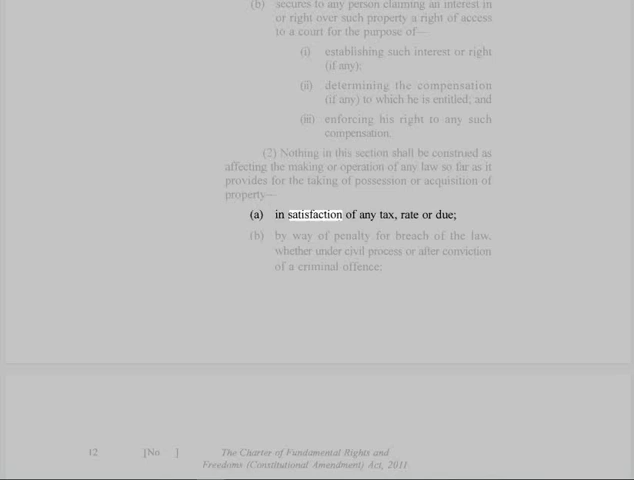 (b) secures to any person claiming an interest in
or right over such property a right of access
to a court for the purpose of—
(i) establishing such interest or right
(if any);
(ii) determining the compensation
(if any) to which he is entitled; and
(iii) enforcing his right to any such
compensation.
(2) Nothing in this section shall be construed as
affecting the making or operation of any law so far as it
provides for the taking of possession or acquisition of
property—
(a) in satisfaction of any tax, rate or due;
(b) by way of penalty for breach of the law,
whether under civil process or after conviction
of a criminal offence;
12 [No ] The Charter of Fundamental Rights and
Freedoms (Constitutional Amendment) Act, 2011